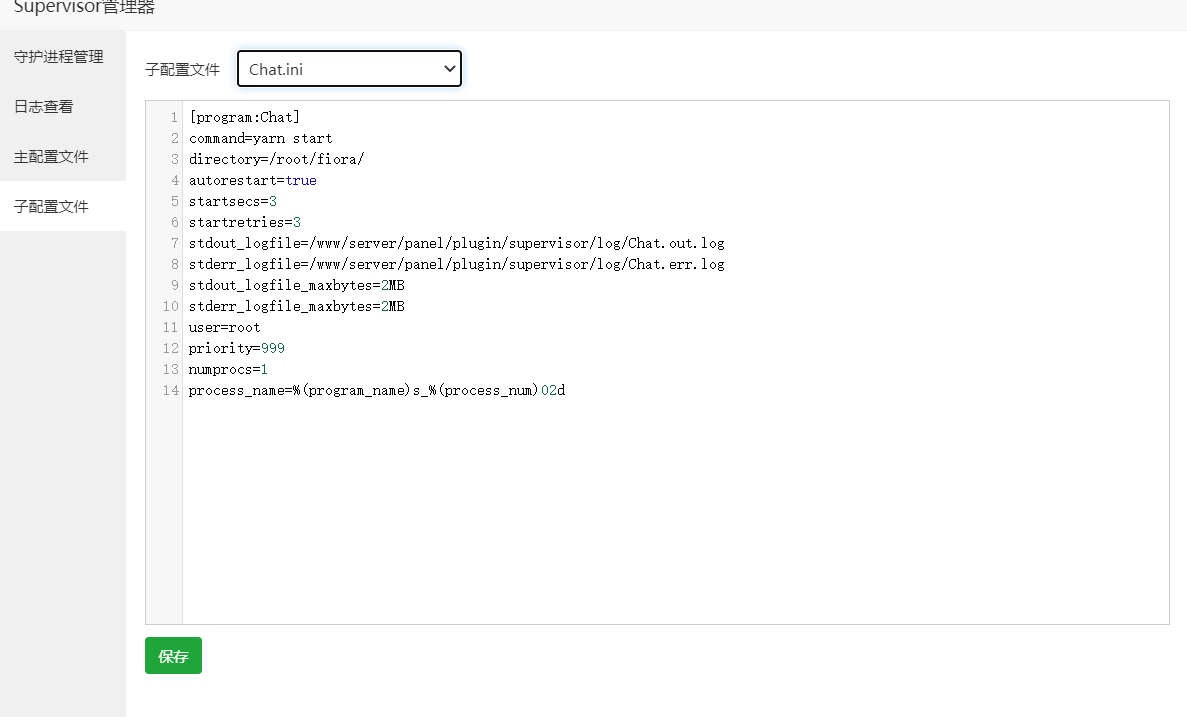 Supervisor管理器
守护进程管理
日志查看
主配置文件
子配置文件
子配置文件 Chat.ini
1 [program:Chat]
2 command=yarn start
3 directory=/root/fiora/
4 autorestart=true
5 startsecs=3
6 startretries=3
7 stdout_logfile=/www/server/panel/plugin/supervisor/log/Chat.out.log
8 stderr_logfile=/www/server/panel/plugin/supervisor/log/Chat.err.log
9 stdout_logfile_maxbytes=2MB
10 stderr_logfile_maxbytes=2MB
11 user=root
12 priority=999
13 numprocs=1
14 process_name=%(program_name)s_%(process_num)02d
保存